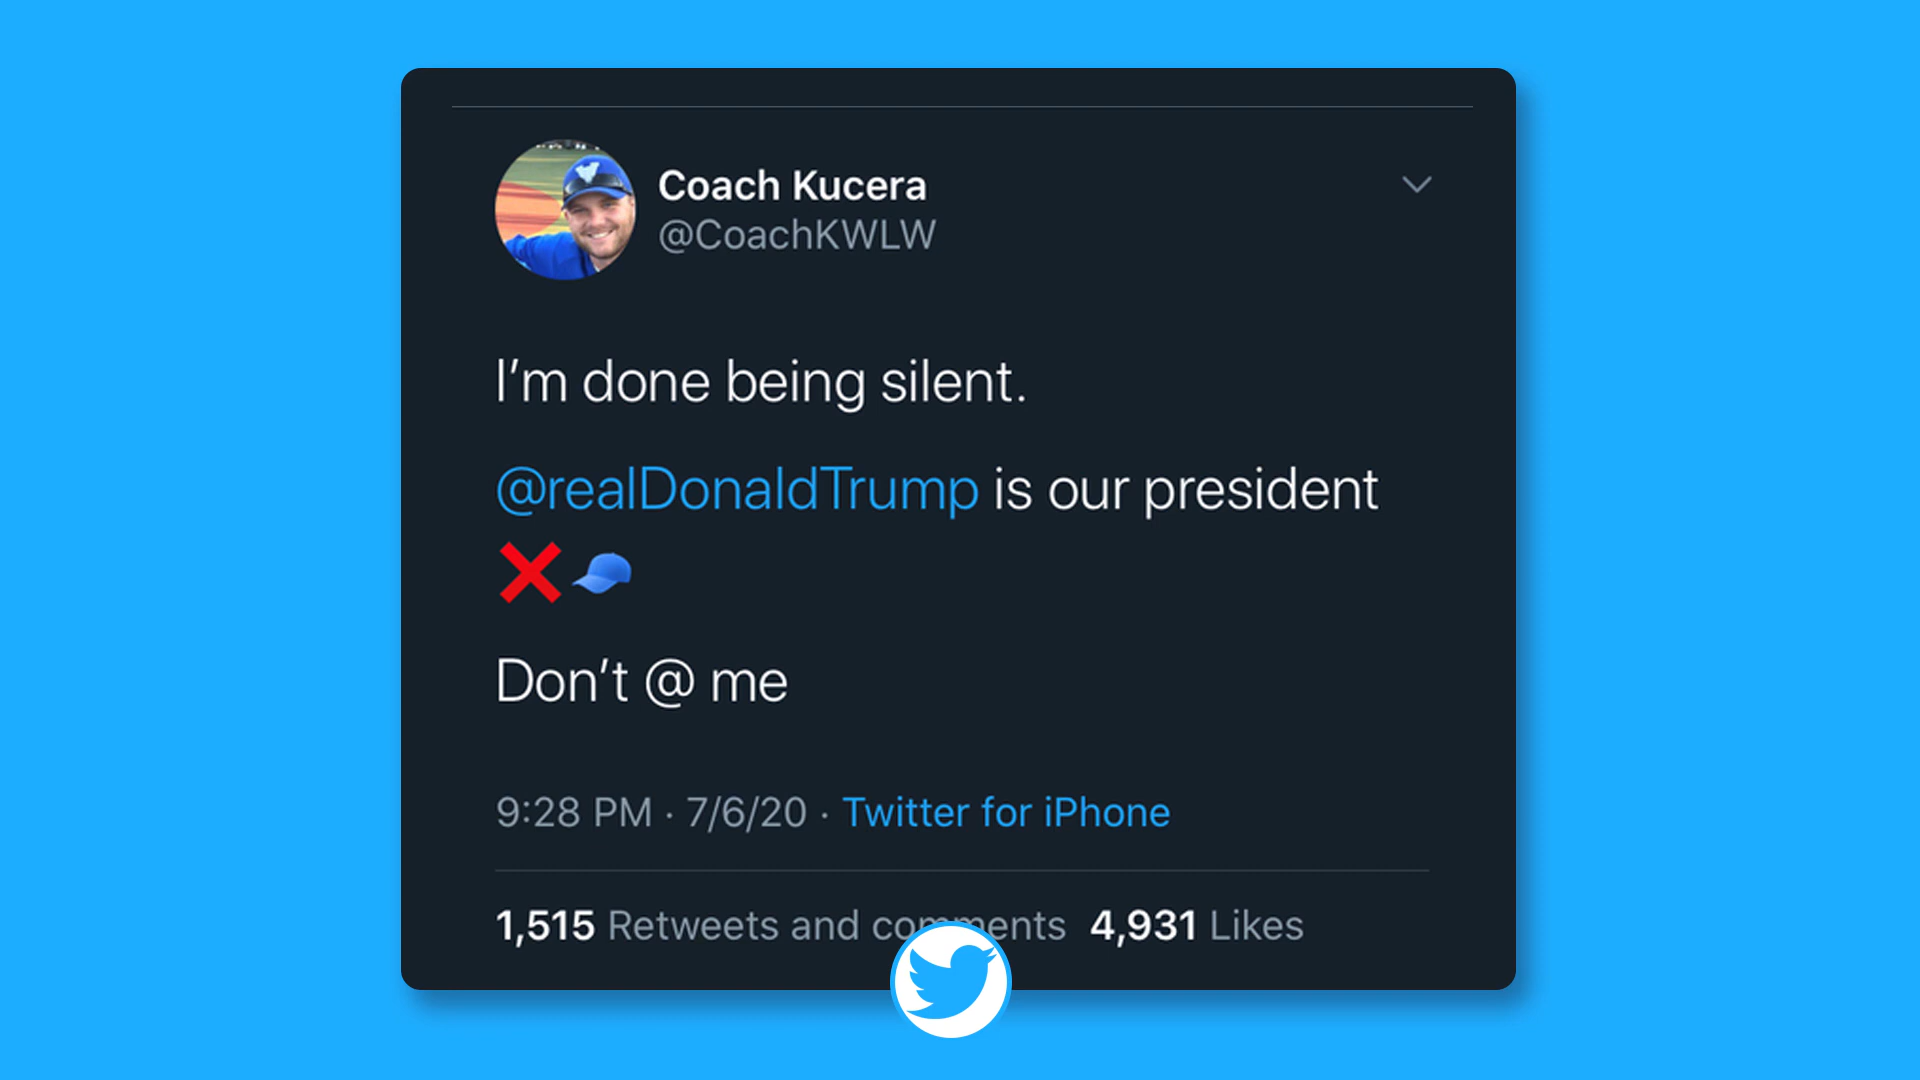 Coach Kucera
@CoachKWLW
I’m done being silent.
@realDonaldTrump is our president
❌🧢
Don’t @ me
9:28 PM · 7/6/20 · Twitter for iPhone
1,515 Retweets and comments 4,931 Likes